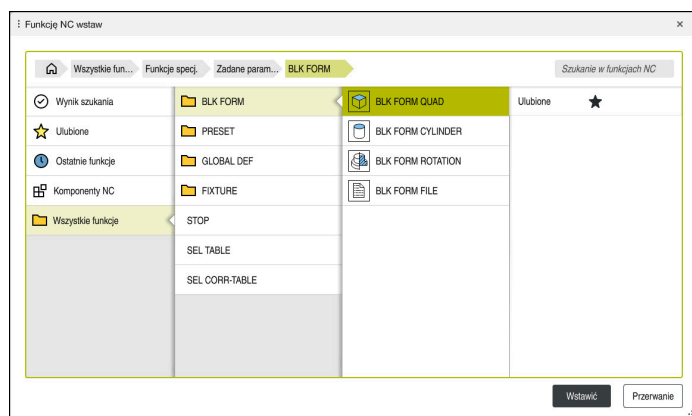 Funkcję NC wstaw
Wszystkie fun... Funkcje specj. Zadane param... BLK FORM Szukanie w funkcjach NC
Wynik szukania BLK FORM BLK FORM QUAD Ulubione
Ulubione PRESET BLK FORM CYLINDER
Ostatnie funkcje GLOBAL DEF BLK FORM ROTATION
Komponenty NC FIXTURE BLK FORM FILE
Wszystkie funkcje STOP
SEL TABLE
SEL CORR-TABLE
Wstawić Przerwanie